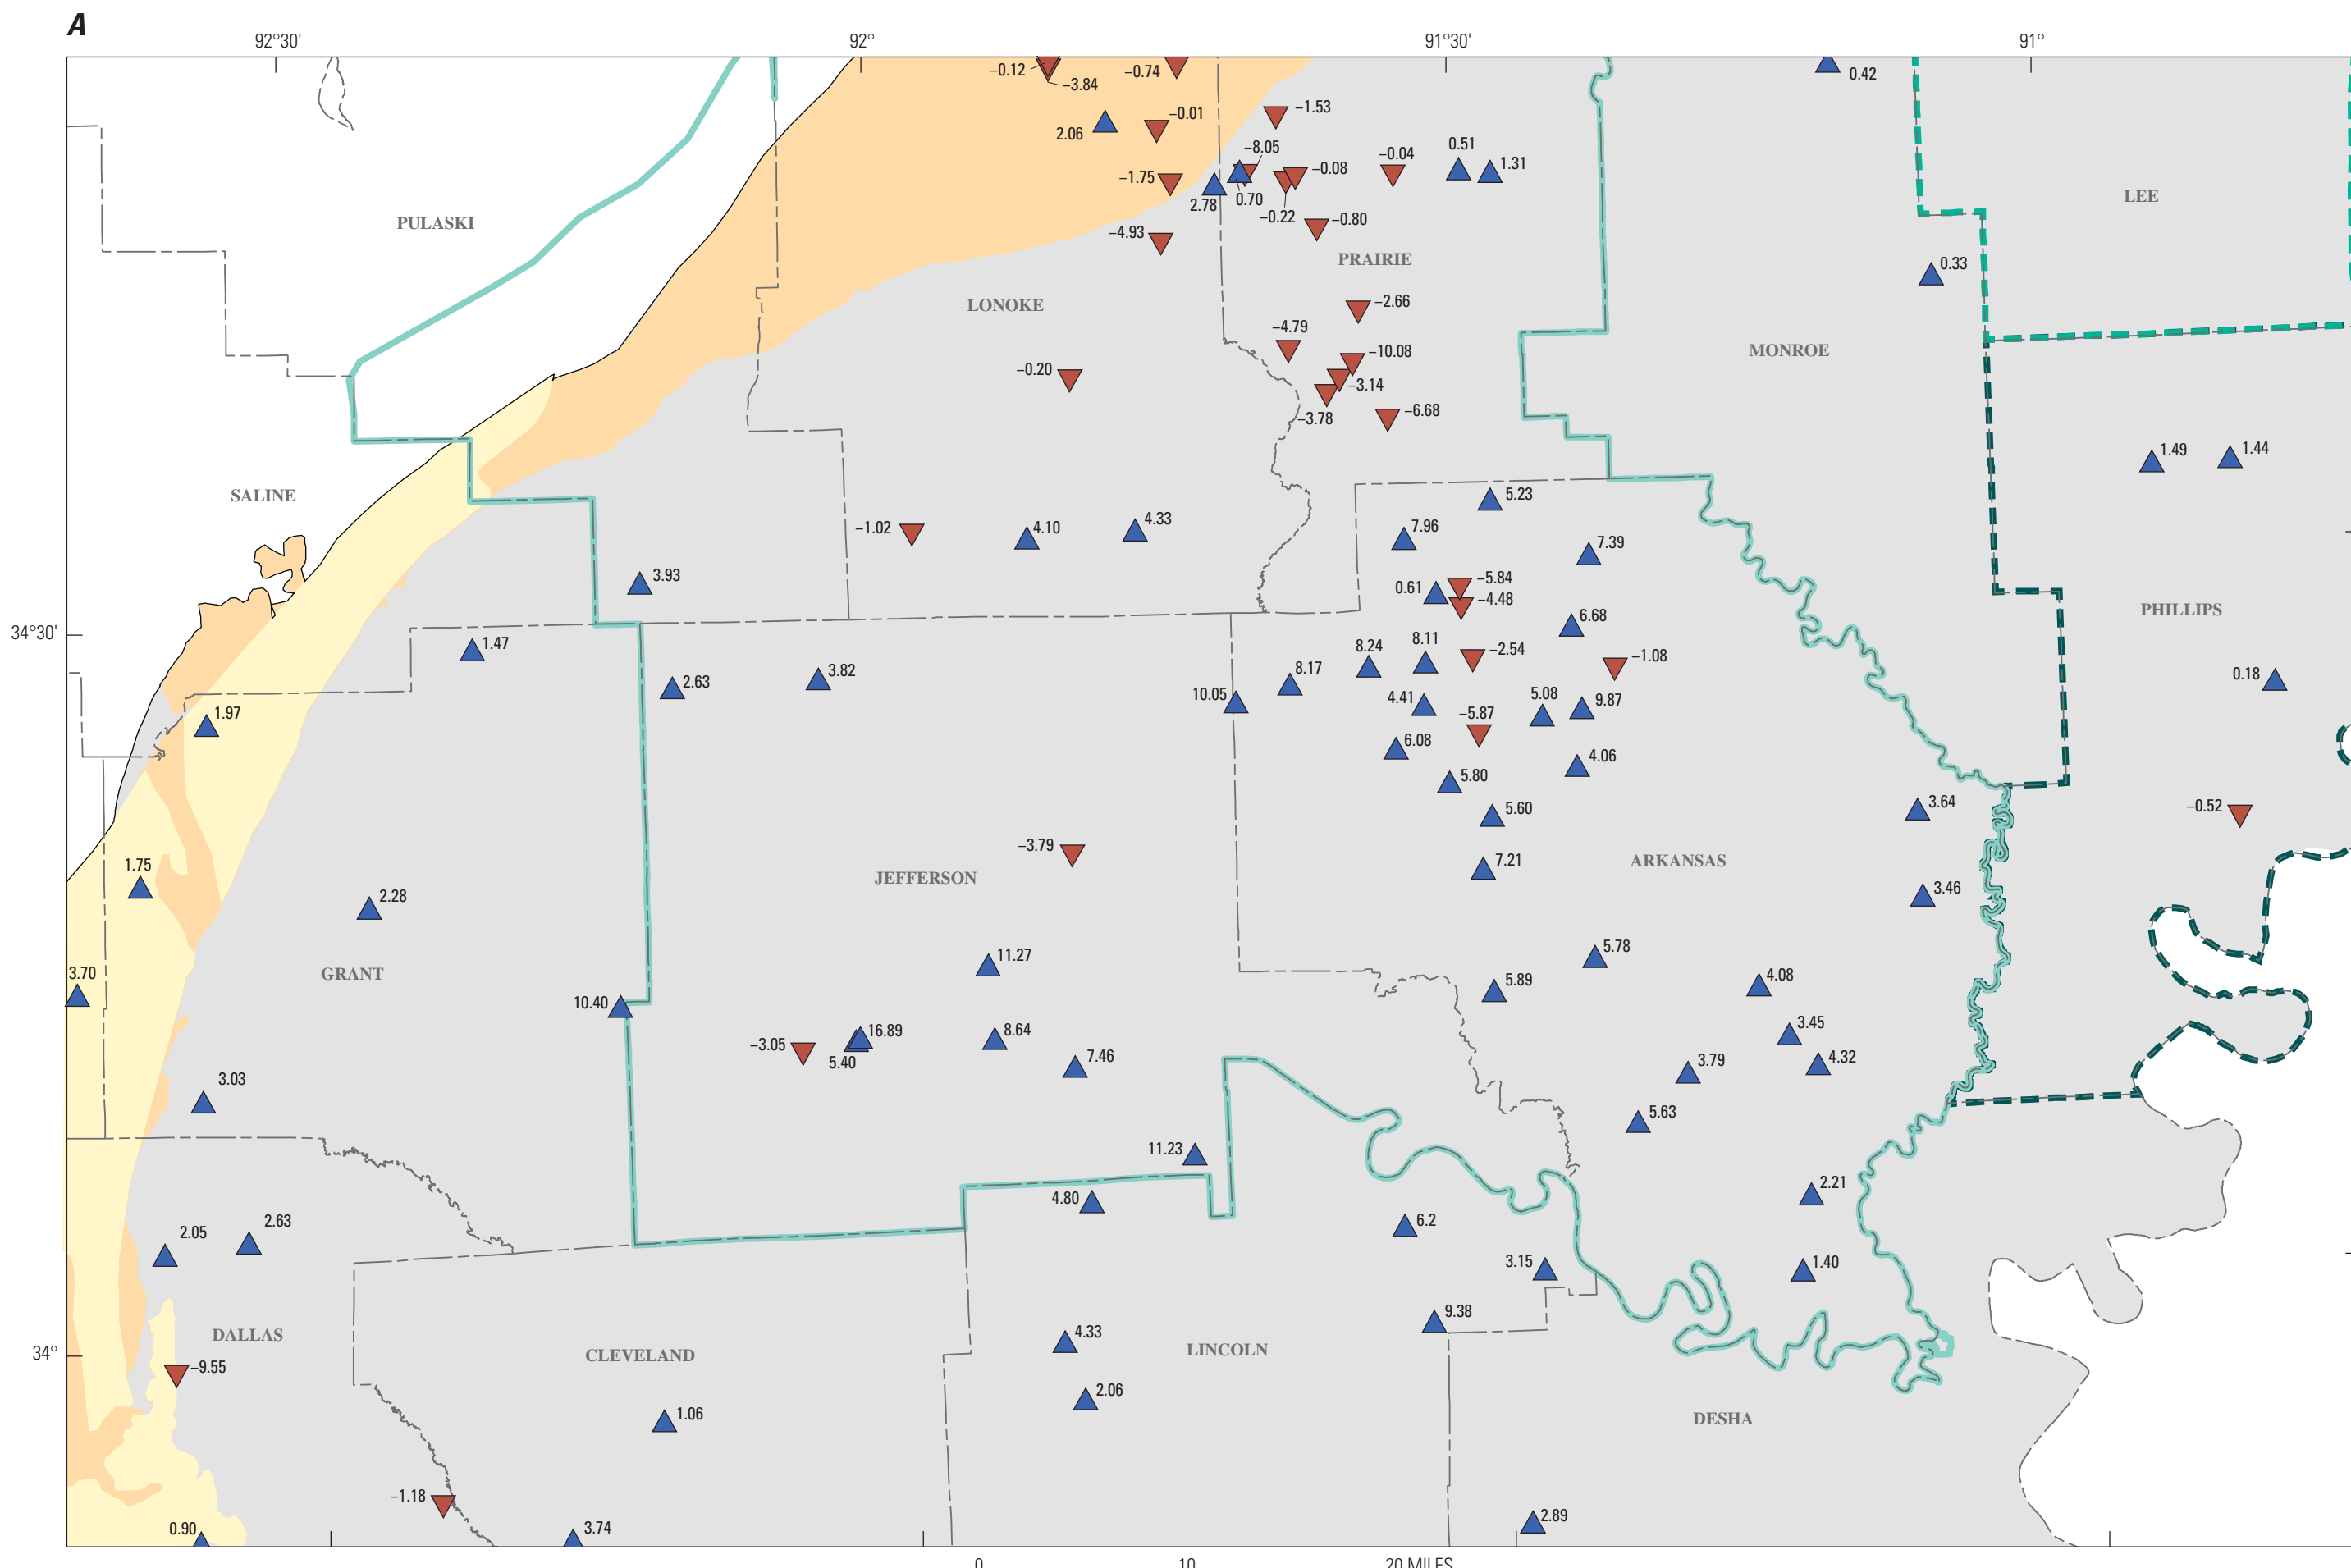 A
92°30' 92° 91°30' 91°
−0.12 −3.84 −0.74 0.42
2.06 −0.01 −1.53
−8.05 −0.08 −0.04 0.51 1.31
−1.75 2.78 0.70 −0.22 LEE
PULASKI −4.93 −0.80
PRAIRIE 0.33
LONOKE −2.66
−4.79 −10.08 MONROE
−0.20 −3.14
−3.78 −6.68
1.49 1.44
SALINE 5.23
−1.02 4.10 4.33 7.96 7.39
3.93 0.61 −5.84
−4.48 PHILLIPS
34°30' 1.47 6.68
2.63 3.82 8.17 8.24 8.11 −2.54 −1.08 0.18
10.05 4.41 5.08 9.87
1.97 −5.87
6.08 4.06
5.80
5.60 3.64 −0.52
−3.79
1.75 JEFFERSON 7.21 ARKANSAS
2.28 3.46
11.27 5.78
3.70 GRANT 5.89 4.08
10.40
−3.05 16.89 8.64 3.45
5.40 7.46 3.79 4.32
3.03
5.63
11.23
4.80 2.21
2.05 2.63 6.2
3.15 1.40
9.38
DALLAS 4.33
34° CLEVELAND LINCOLN
−9.55
1.06 2.06 DESHA
−1.18
0.90 3.74 2.89
0 10 20 MILES